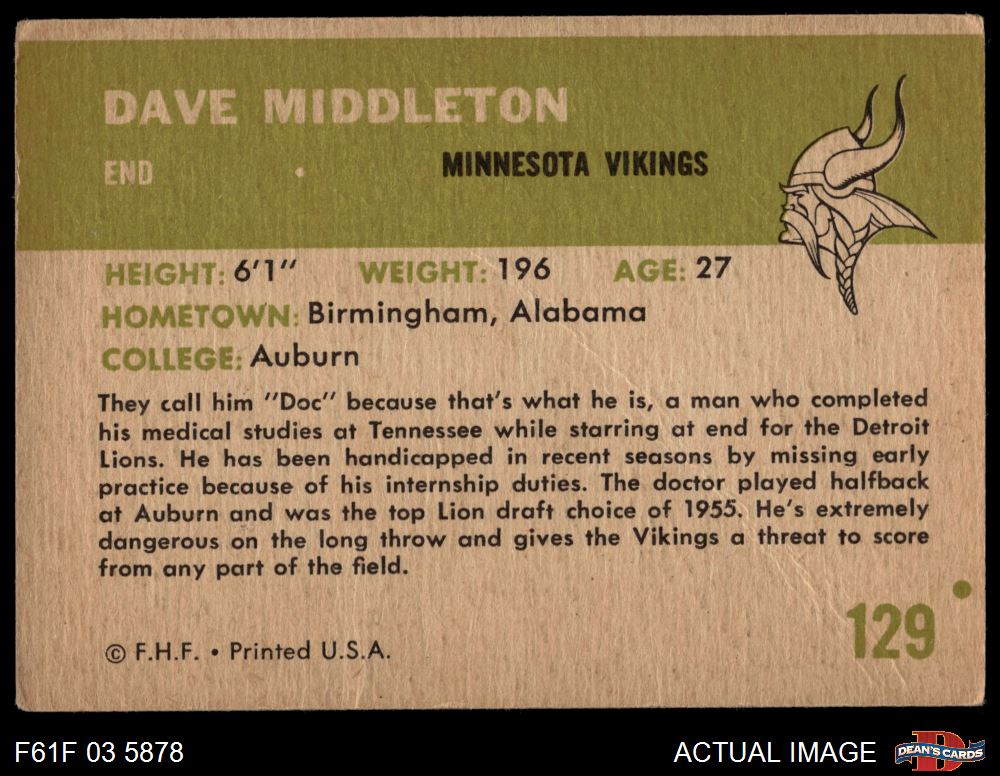 DAVE MIDDLETON
END • MINNESOTA VIKINGS
HEIGHT: 6'1" WEIGHT: 196 AGE: 27
HOMETOWN: Birmingham, Alabama
COLLEGE: Auburn
They call him "Doc" because that's what he is, a man who completed
his medical studies at Tennessee while starring at end for the Detroit
Lions. He has been handicapped in recent seasons by missing early
practice because of his internship duties. The doctor played halfback
at Auburn and was the top Lion draft choice of 1955. He's extremely
dangerous on the long throw and gives the Vikings a threat to score
from any part of the field.
129
© F.H.F. • Printed U.S.A.
F61F 03 5878
ACTUAL IMAGE
DEAN'S CARDS